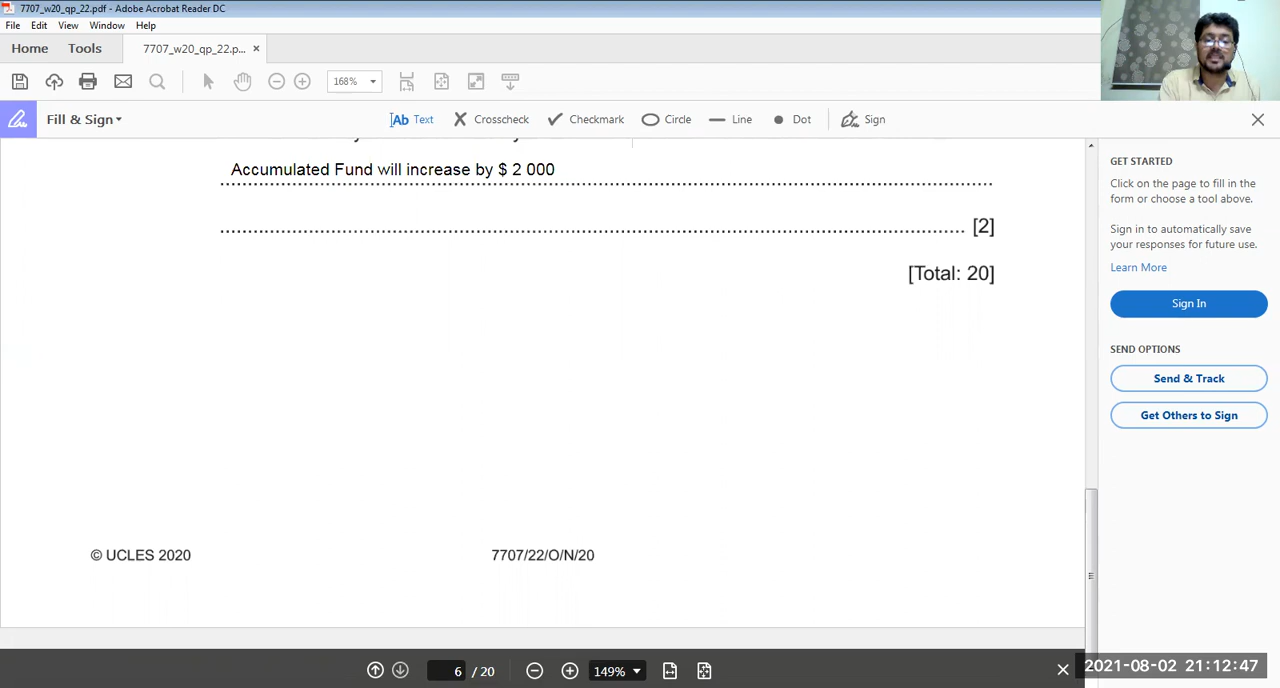 7707_w20_qp_22.pdf - Adobe Acrobat Reader DC
File Edit View Window Help
Home Tools 7707_w20_qp_22.p... ×
168%
Fill & Sign
Ab Text Crosscheck Checkmark Circle Line Dot Sign
Accumulated Fund will increase by $ 2 000
[2]
[Total: 20]
© UCLES 2020 7707/22/O/N/20
GET STARTED
Click on the page to fill in the
form or choose a tool above.
Sign in to automatically save
your responses for future use.
Learn More
Sign In
SEND OPTIONS
Send & Track
Get Others to Sign
6 / 20 149%
2021-08-02 21:12:47